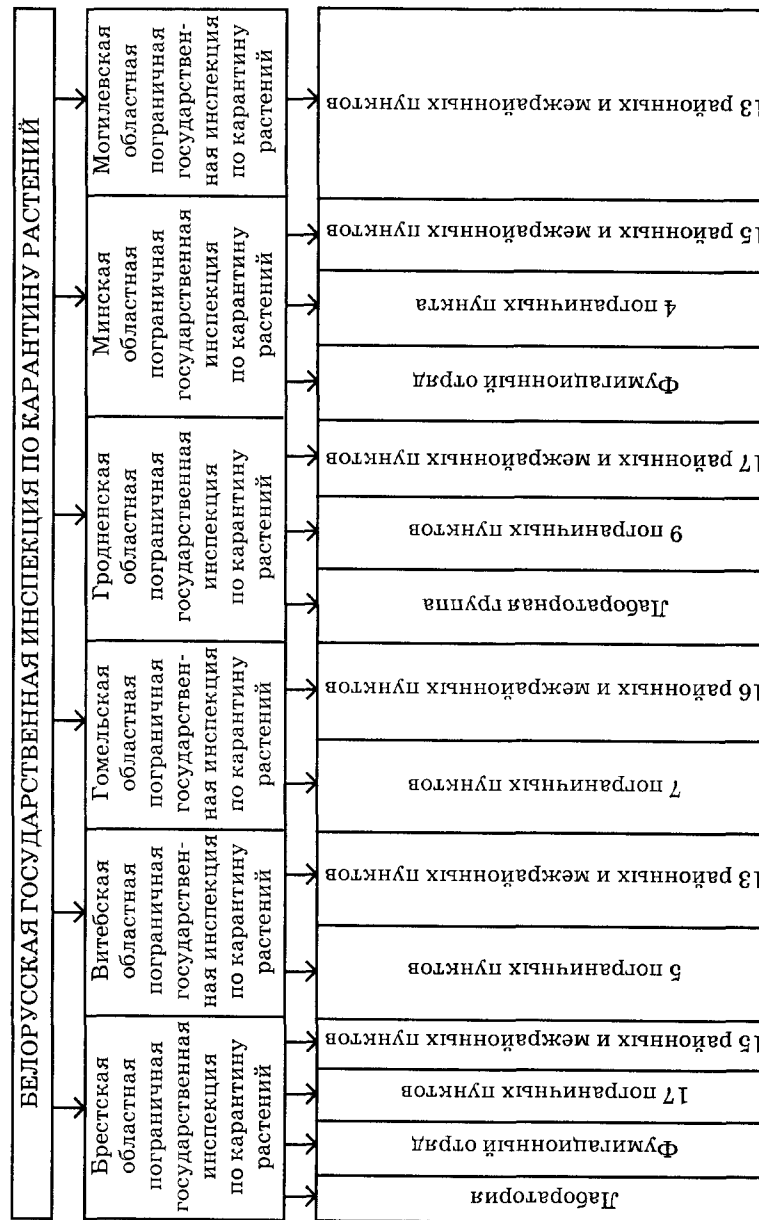 БЕЛОРУССКАЯ ГОСУДАРСТВЕННАЯ ИНСПЕКЦИЯ ПО КАРАНТИНУ РАСТЕНИЙ
Брестская
областная
пограничная
государственная
инспекция
по карантину
растений
Витебская
областная
пограничная
государствен-
ная инспекция
по карантину
растений
Гомельская
областная
пограничная
государствен-
ная инспекция
по карантину
растений
Гродненская
областная
пограничная
государственная
инспекция
по карантину
растений
Минская
областная
пограничная
государственная
инспекция
по карантину
растений
Могилевская
областная
пограничная
государствен-
ная инспекция
по карантину
растений
Лаборатория
Фумигационный отряд
17 пограничных пунктов
15 районных и межрайонных пунктов
5 пограничных пунктов
13 районных и межрайонных пунктов
7 пограничных пунктов
16 районных и межрайонных пунктов
Лабораторная группа
9 пограничных пунктов
17 районных и межрайонных пунктов
Фумигационный отряд
4 пограничных пункта
15 районных и межрайонных пунктов
13 районных и межрайонных пунктов